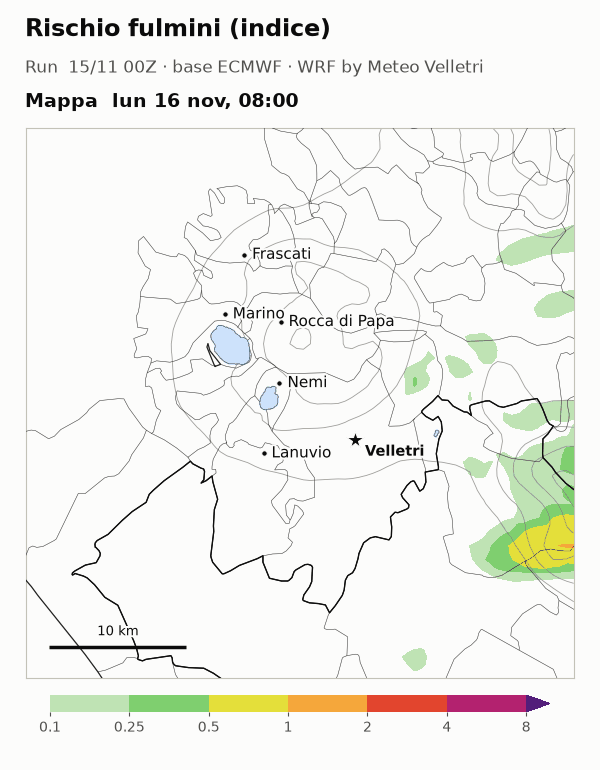 Rischio fulmini (indice)
Run  15/11 00Z · base ECMWF · WRF by Meteo Velletri
Mappa  lun 16 nov, 08:00
Frascati
Marino
Rocca di Papa
Nemi
Velletri
Lanuvio
10 km
0.1 0.25 0.5 1 2 4 8